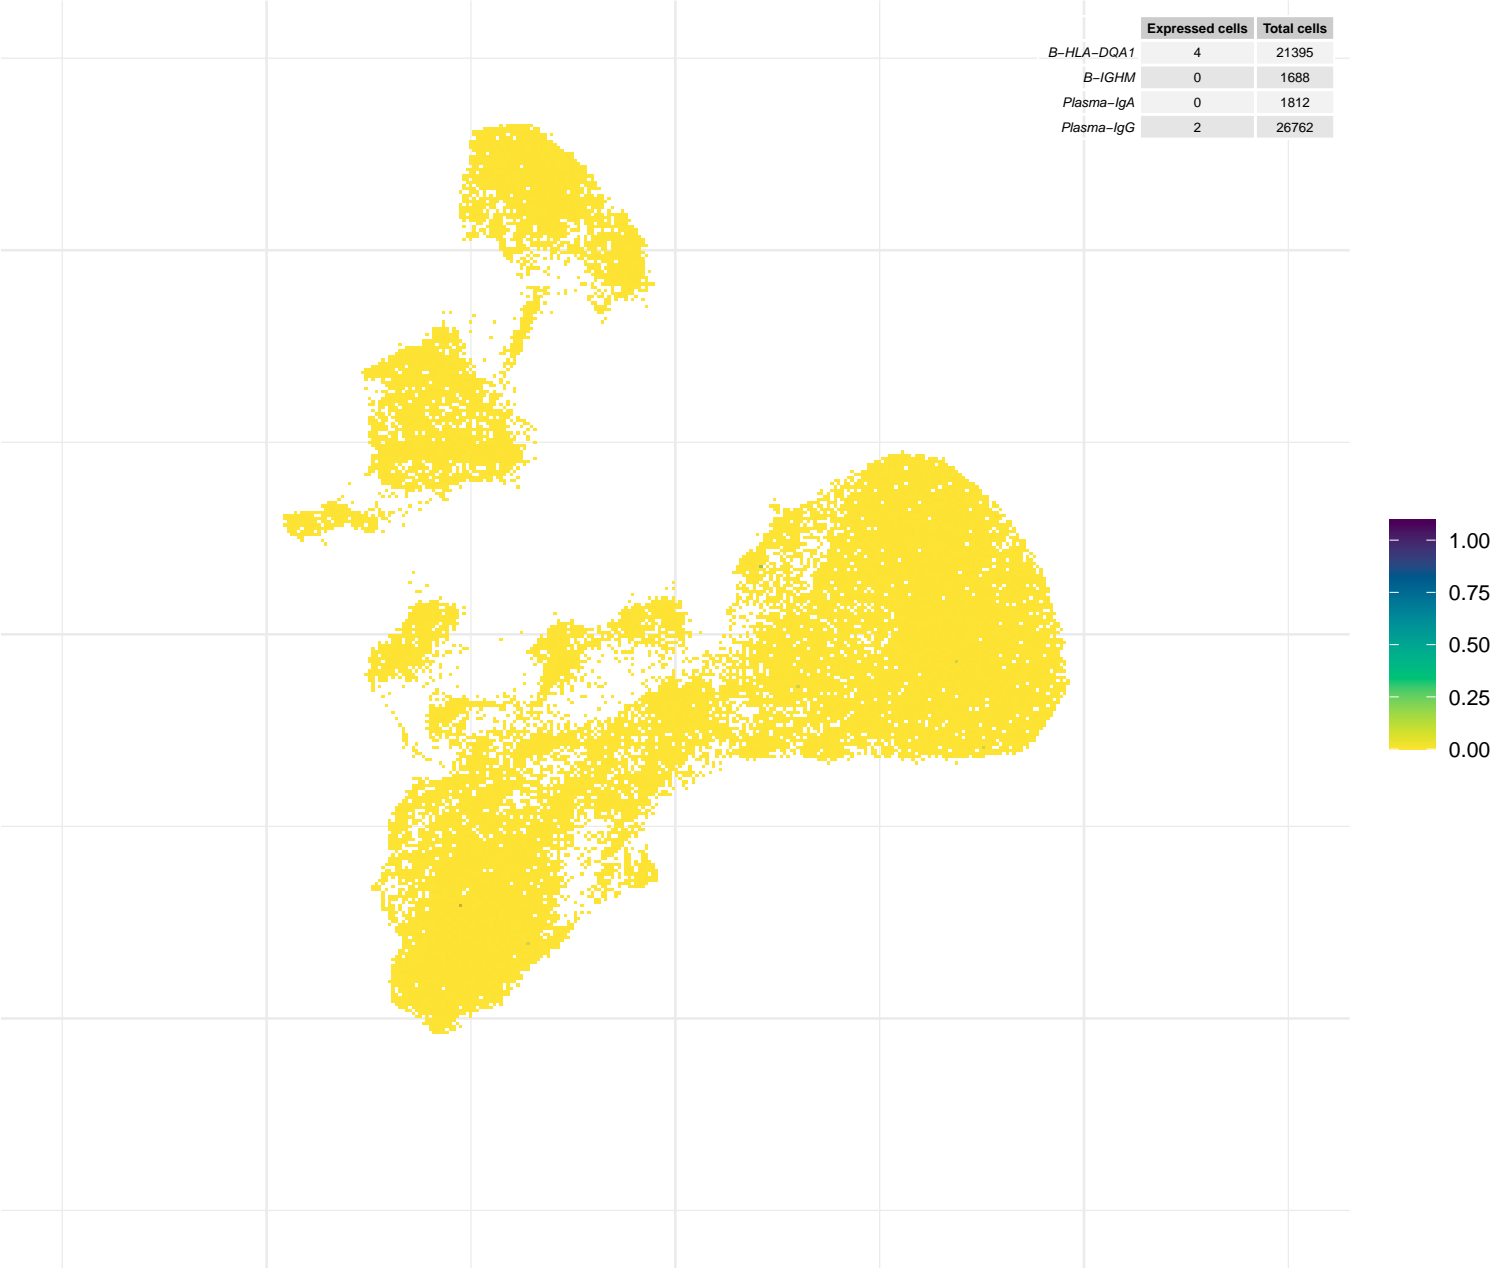 Expressed cells Total cells
B−HLA−DQA1 4 21395
B−IGHM 0 1688
Plasma−IgA 0 1812
Plasma−IgG 2 26762
1.00
0.75
0.50
0.25
0.00